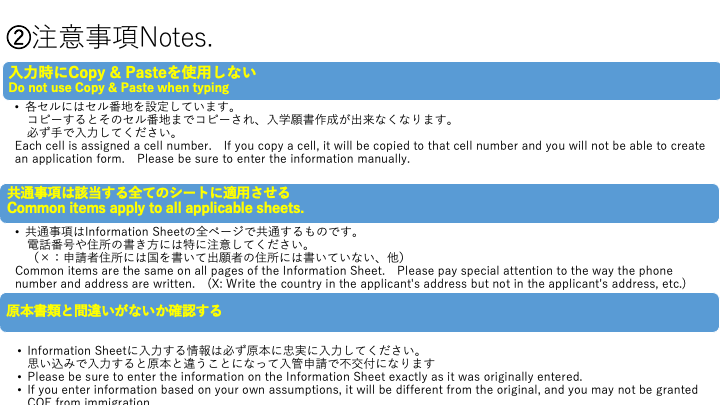 ②注意事項Notes.
入力時にCopy & Pasteを使用しない
Do not use Copy & Paste when typing
• 各セルにはセル番地を設定しています。
コピーするとそのセル番地までコピーされ、入学願書作成が出来なくなります。
必ず手で入力してください。
Each cell is assigned a cell number.　If you copy a cell, it will be copied to that cell number and you will not be able to create
an application form.　Please be sure to enter the information manually.
共通事項は該当する全てのシートに適用させる
Common items apply to all applicable sheets.
• 共通事項はInformation Sheetの全ページで共通するものです。
電話番号や住所の書き方には特に注意してください。
（×：申請者住所には国を書いて出願者の住所には書いていない、他）
Common items are the same on all pages of the Information Sheet.　Please pay special attention to the way the phone
number and address are written.　(X: Write the country in the applicant's address but not in the applicant's address, etc.)
原本書類と間違いがないか確認する
• Information Sheetに入力する情報は必ず原本に忠実に入力してください。
思い込みで入力すると原本と違うことになって入管申請で不交付になります
• Please be sure to enter the information on the Information Sheet exactly as it was originally entered.
• If you enter information based on your own assumptions, it will be different from the original, and you may not be granted
COE from immigration